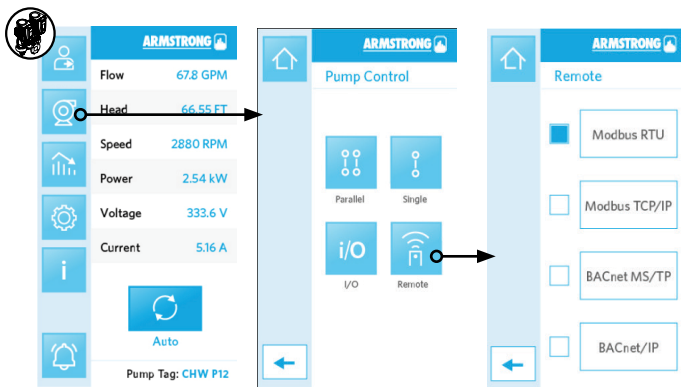 ARMSTRONG
Flow 67.8 GPM
Head 66.55 FT
Speed 2880 RPM
Power 2.54 kW
Voltage 333.6 V
Current 5.16 A
i
Auto
Pump Tag: CHW P12
ARMSTRONG
Pump Control
Parallel Single
i/O
I/O Remote
ARMSTRONG
Remote
Modbus RTU
Modbus TCP/IP
BACnet MS/TP
BACnet/IP